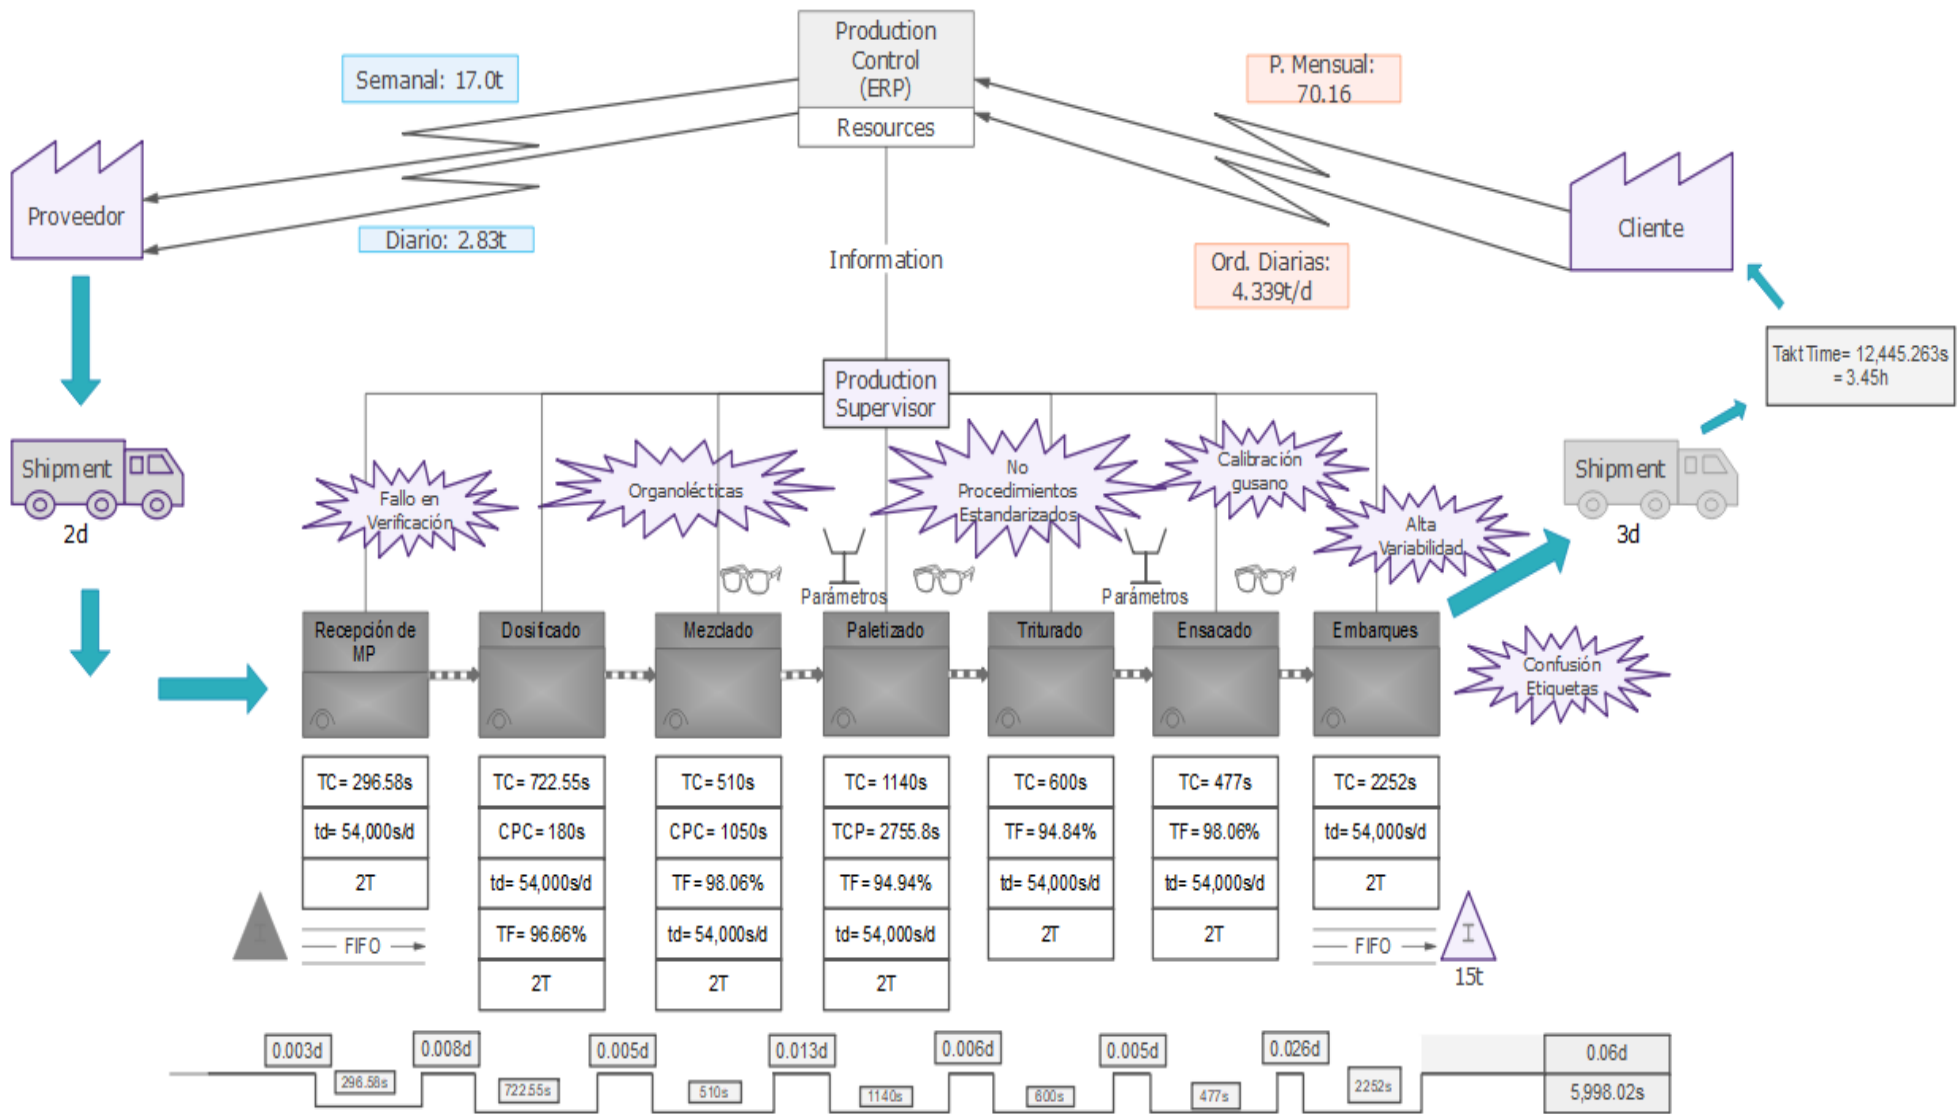 Production
Control
(ERP)
Resources
Semanal: 17.0t
Diario: 2.83t
P. Mensual:
70.16
Ord. Diarias:
4.339t/d
Proveedor
Cliente
Information
Takt Time= 12,445.263s
= 3.45h
Production
Supervisor
Shipment
2d
Shipment
3d
Fallo en
Verificación
Organolécticas
No
Procedimientos
Estandarizados
Calibración
gusano
Alta
Variabilidad
Confusión
Etiquetas
Parámetros
Parámetros
Recepción de
MP
Dosificado
Mezclado
Paletizado
Triturado
Ensacado
Embarques
TC= 296.58s
td= 54,000s/d
2T
TC= 722.55s
CPC= 180s
td= 54,000s/d
TF= 96.66%
2T
TC= 510s
CPC= 1050s
TF= 98.06%
td= 54,000s/d
2T
TC= 1140s
TCP= 2755.8s
TF= 94.94%
td= 54,000s/d
2T
TC= 600s
TF= 94.84%
td= 54,000s/d
2T
TC= 477s
TF= 98.06%
td= 54,000s/d
2T
TC= 2252s
td= 54,000s/d
2T
I
FIFO
FIFO
I
15t
0.003d
0.008d
0.005d
0.013d
0.006d
0.005d
0.026d
0.06d
296.58s
722.55s
510s
1140s
600s
477s
2252s
5,998.02s